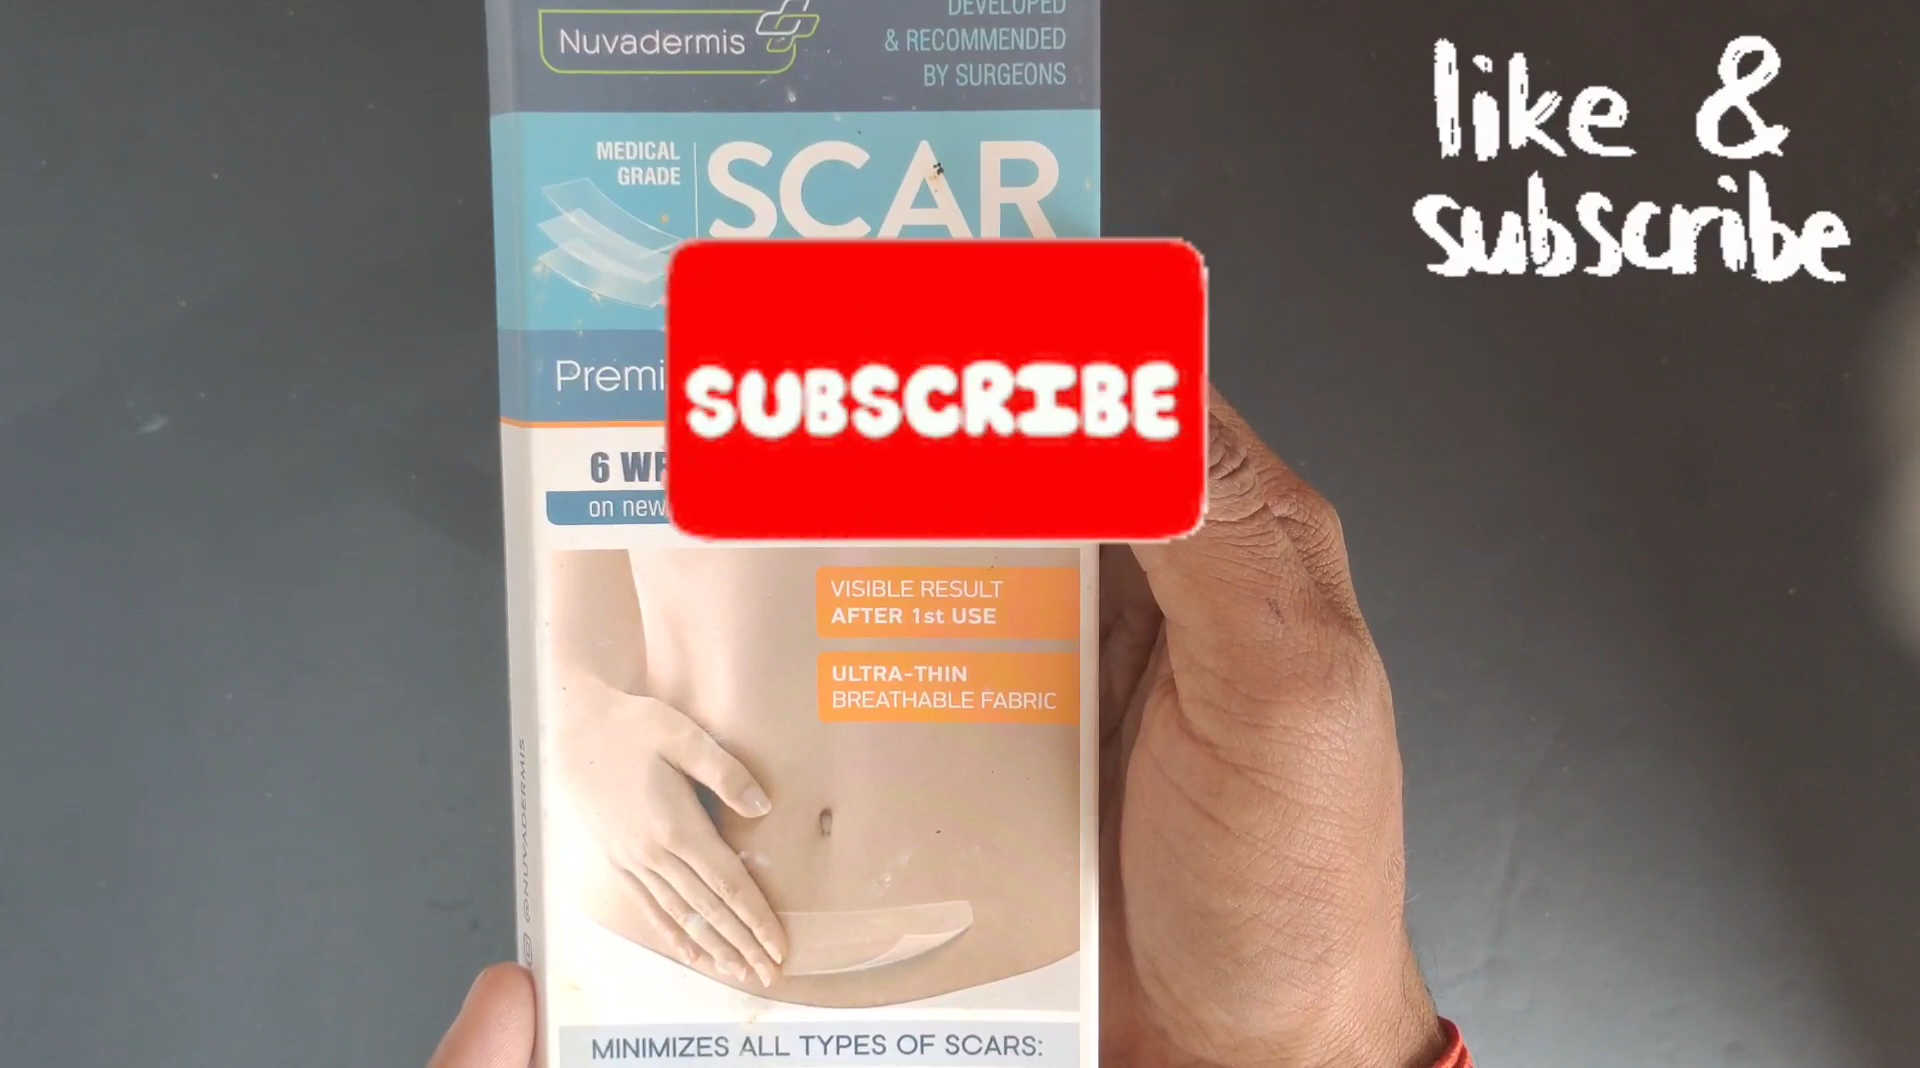 Nuvadermis
DEVELOPED
& RECOMMENDED
BY SURGEONS
MEDICAL
GRADE
SCAR
Premi
6 WE
on new
SUBSCRIBE
like &
subscribe
VISIBLE RESULT
AFTER 1st USE
ULTRA-THIN
BREATHABLE FABRIC
@NUVADERMIS
MINIMIZES ALL TYPES OF SCARS: